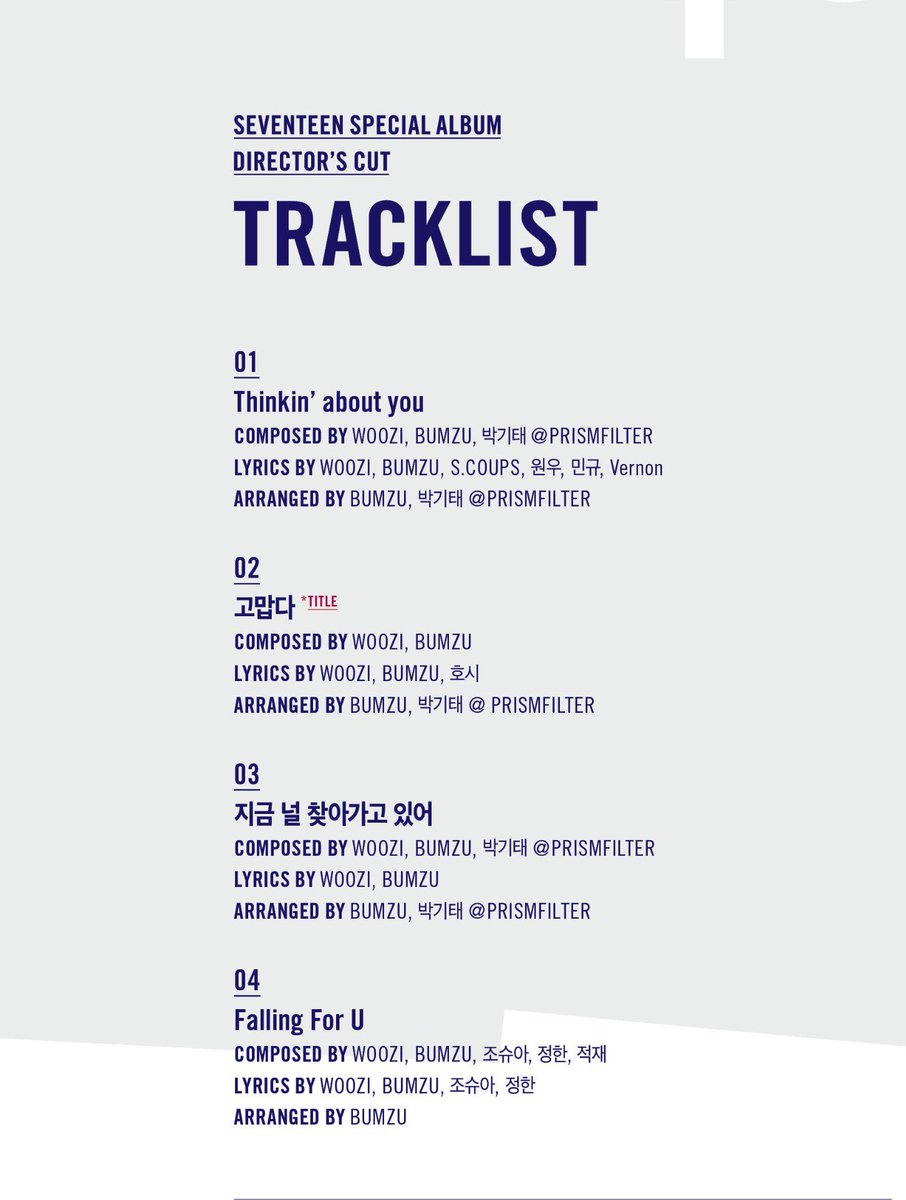 SEVENTEEN SPECIAL ALBUM
DIRECTOR'S CUT
TRACKLIST
01
Thinkin' about you
COMPOSED BY WOOZI, BUMZU, 박기태 @PRISMFILTER
LYRICS BY WOOZI, BUMZU, S.COUPS, 원우, 민규, Vernon
ARRANGED BY BUMZU, 박기태 @PRISMFILTER
02
고맙다 *TITLE
COMPOSED BY WOOZI, BUMZU
LYRICS BY WOOZI, BUMZU, 호시
ARRANGED BY BUMZU, 박기태 @ PRISMFILTER
03
지금 널 찾아가고 있어
COMPOSED BY WOOZI, BUMZU, 박기태 @PRISMFILTER
LYRICS BY WOOZI, BUMZU
ARRANGED BY BUMZU, 박기태 @PRISMFILTER
04
Falling For U
COMPOSED BY WOOZI, BUMZU, 조슈아, 정한, 적재
LYRICS BY WOOZI, BUMZU, 조슈아, 정한
ARRANGED BY BUMZU